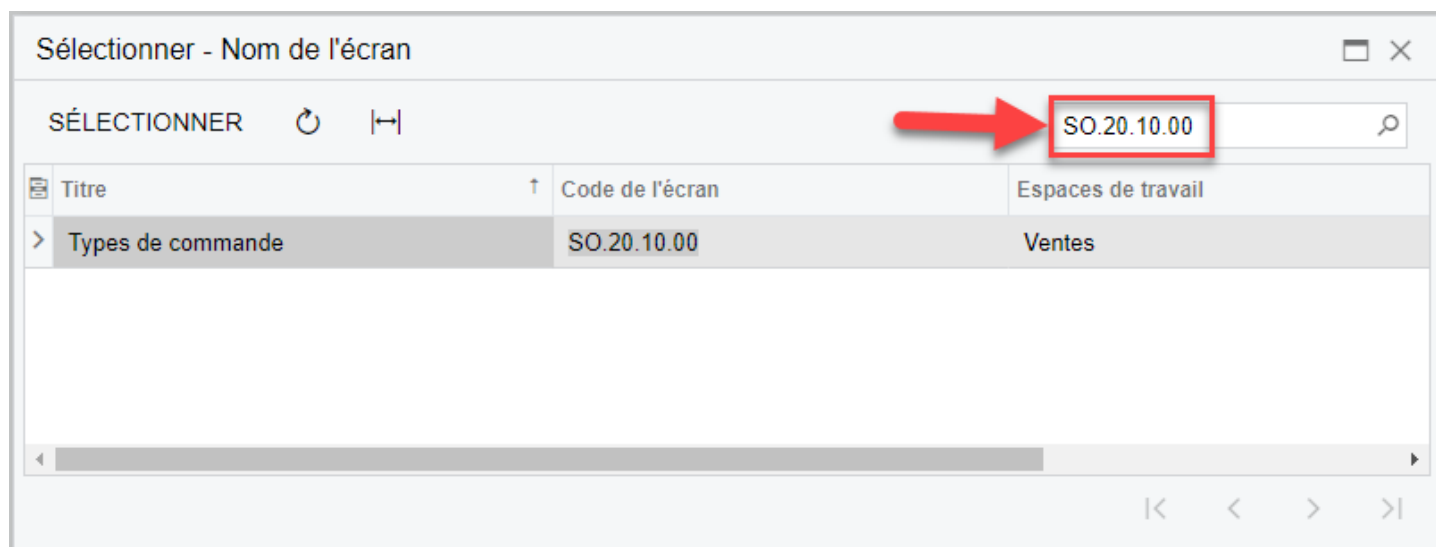 Sélectionner - Nom de l'écran
SÉLECTIONNER
SO.20.10.00
Titre Code de l'écran Espaces de travail
Types de commande SO.20.10.00 Ventes